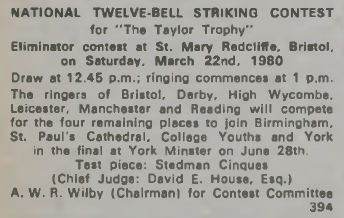 NATIONAL TWELVE-BELL STRIKING CONTEST
for "The Taylor Trophy"
Eliminator contest at St. Mary Redcliffe, Bristol,
on Saturday, March 22nd, 1980
Draw at 12.45 p.m.; ringing commences at 1 p.m.
The ringers of Bristol, Derby, High Wycombe,
Leicester, Manchester and Reading will compete
for the four remaining places to join Birmingham,
St. Paul's Cathedral, College Youths and York
in the final at York Minster on June 28th.
Test piece: Stedman Cinques
(Chief Judge: David E. House, Esq.)
A. W. R. Wilby (Chairman) for Contest Committee
394